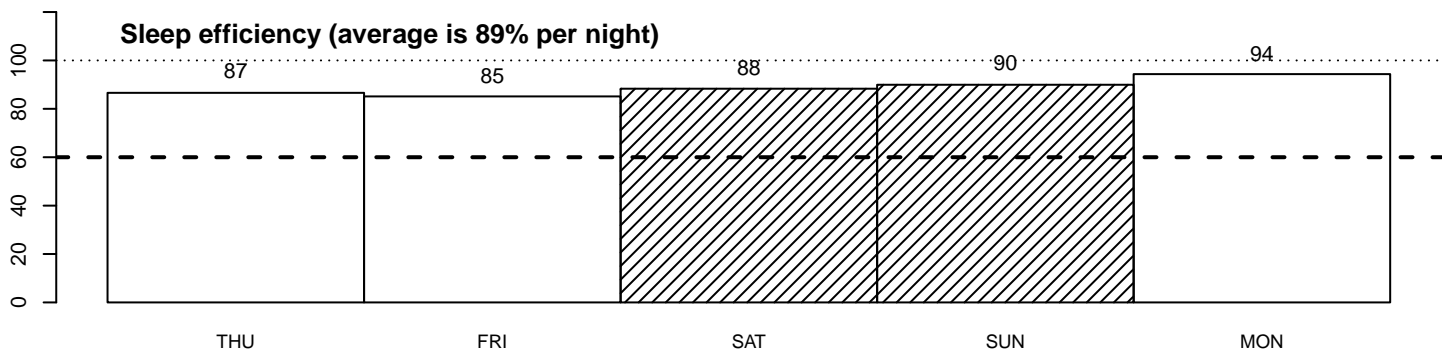 Sleep efficiency (average is 89% per night)
100
80
60
40
20
0
87
85
88
90
94
THU
FRI
SAT
SUN
MON